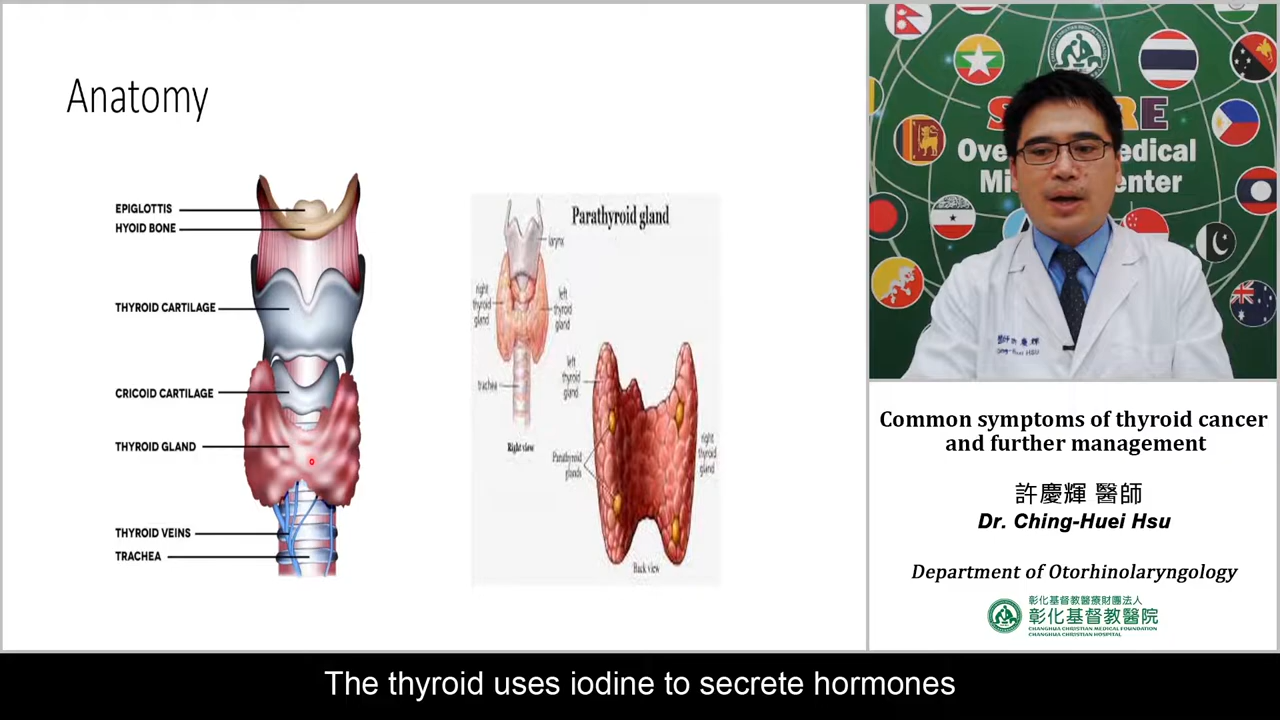 Anatomy
EPIGLOTTIS
HYOID BONE
THYROID CARTILAGE
CRICOID CARTILAGE
THYROID GLAND
THYROID VEINS
TRACHEA
Parathyroid gland
larynx
right
thyroid
gland
left
thyroid
gland
trachea
Right view
left
thyroid
gland
Parathyroid
glands
right
thyroid
gland
Back view
Medical
Center
Common symptoms of thyroid cancer
and further management
許慶輝 醫師
Dr. Ching-Huei Hsu
Department of Otorhinolaryngology
彰化基督教醫療財團法人
彰化基督教醫院
CHANGHUA CHRISTIAN MEDICAL FOUNDATION
CHANGHUA CHRISTIAN HOSPITAL
The thyroid uses iodine to secrete hormones